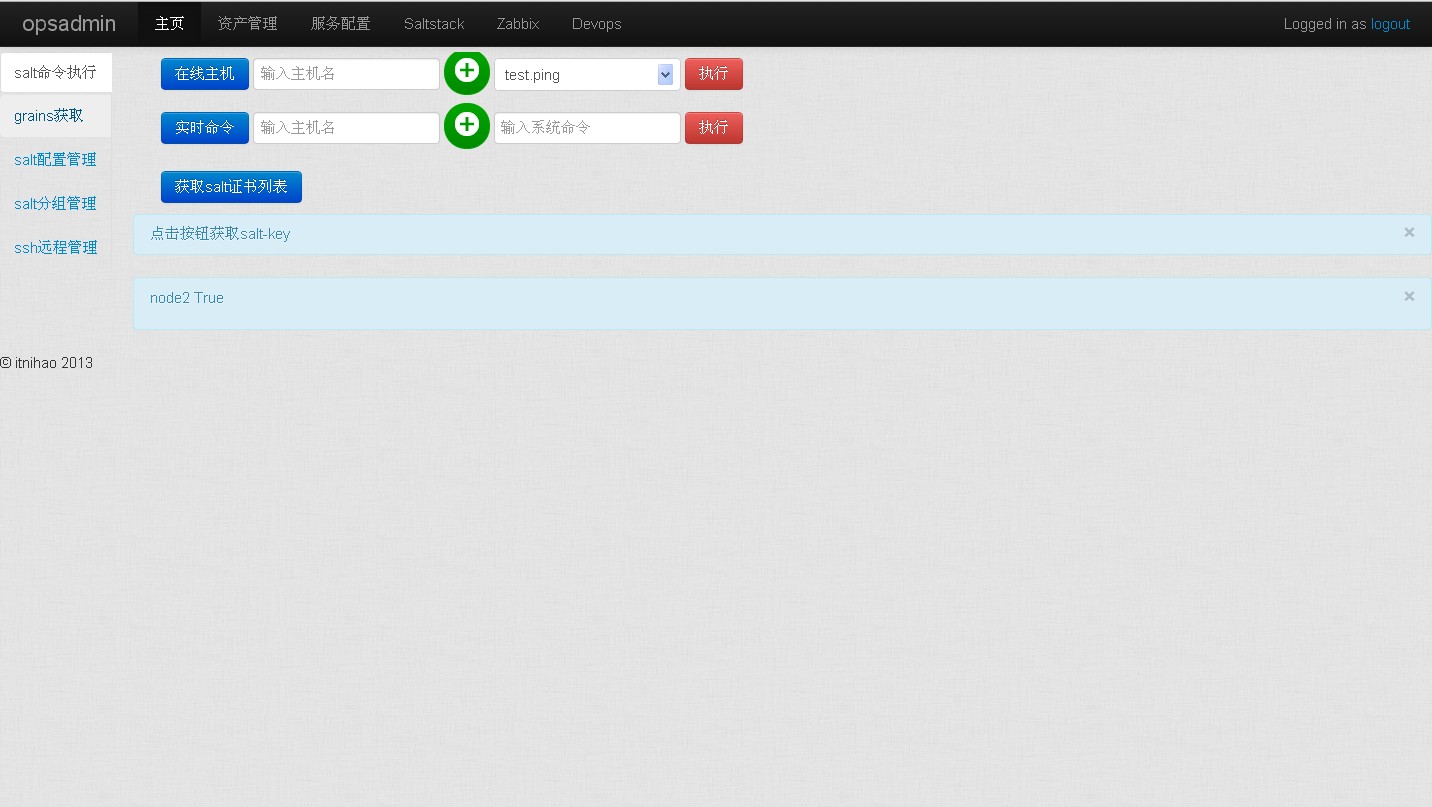 opsadmin 主页 资产管理 服务配置 Saltstack Zabbix Devops Logged in as logout
salt命令执行
grains获取
salt配置管理
salt分组管理
ssh远程管理
在线主机 输入主机名 test.ping 执行
实时命令 输入主机名 输入系统命令 执行
获取salt证书列表
点击按钮获取salt-key ×
node2 True ×
© itnihao 2013